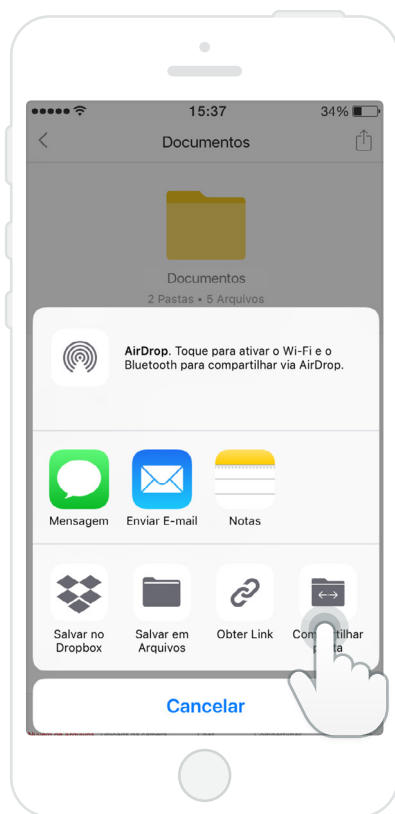 15:37
34%
Documentos
Documentos
2 Pastas • 5 Arquivos
AirDrop. Toque para ativar o Wi-Fi e o
Bluetooth para compartilhar via AirDrop.
Mensagem
Enviar E-mail
Notas
Salvar no
Dropbox
Salvar em
Arquivos
Obter Link
Cancelar